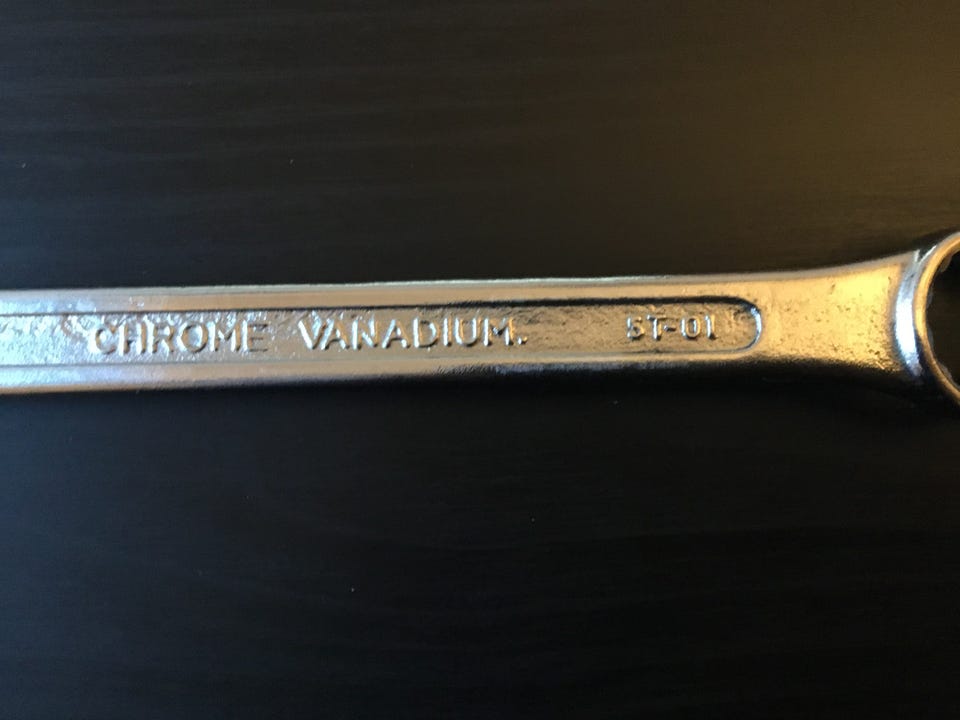 CHROME VANADIUM. ST-01